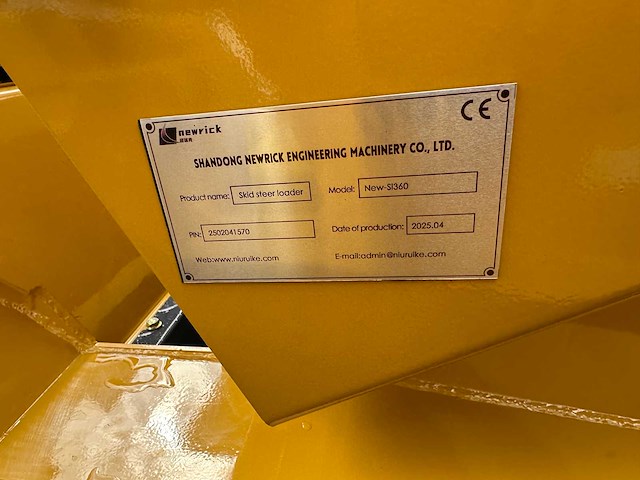 newrick
CE
SHANDONG NEWRICK ENGINEERING MACHINERY CO., LTD.
Product name: Skid steer loader
Model: New-SI360
PIN: 2502041570
Date of production: 2025.04
Web:www.niuruike.com
E-mail:admin@niuruike.com